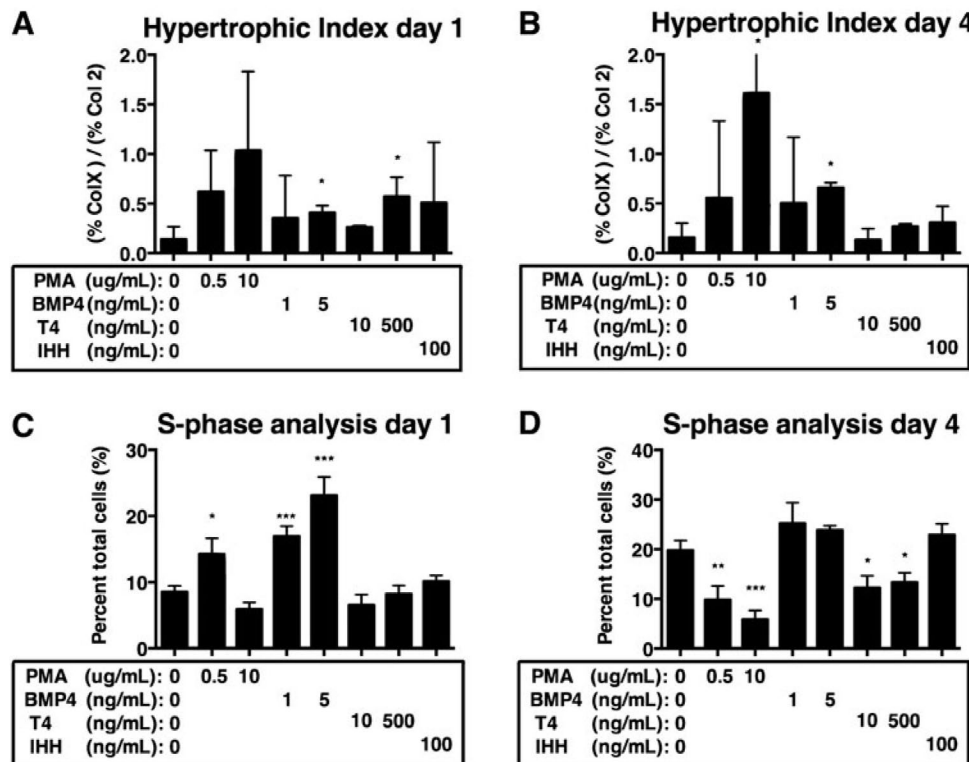 A Hypertrophic Index day 1
(% ColX ) / (% Col 2)
2.0
1.5
1.0
0.5
0.0
* *
PMA (ug/mL): 0 0.5 10
BMP4 (ng/mL): 0 1 5
T4 (ng/mL): 0 10 500
IHH (ng/mL): 0 100
B Hypertrophic Index day 4
(% ColX ) / (% Col 2)
2.0
1.5
1.0
0.5
0.0
* *
PMA (ug/mL): 0 0.5 10
BMP4 (ng/mL): 0 1 5
T4 (ng/mL): 0 10 500
IHH (ng/mL): 0 100
C S-phase analysis day 1
Percent total cells (%)
30
20
10
0
* *** ***
PMA (ug/mL): 0 0.5 10
BMP4 (ng/mL): 0 1 5
T4 (ng/mL): 0 10 500
IHH (ng/mL): 0 100
D S-phase analysis day 4
Percent total cells (%)
40
30
20
10
0
** *** * *
PMA (ug/mL): 0 0.5 10
BMP4 (ng/mL): 0 1 5
T4 (ng/mL): 0 10 500
IHH (ng/mL): 0 100